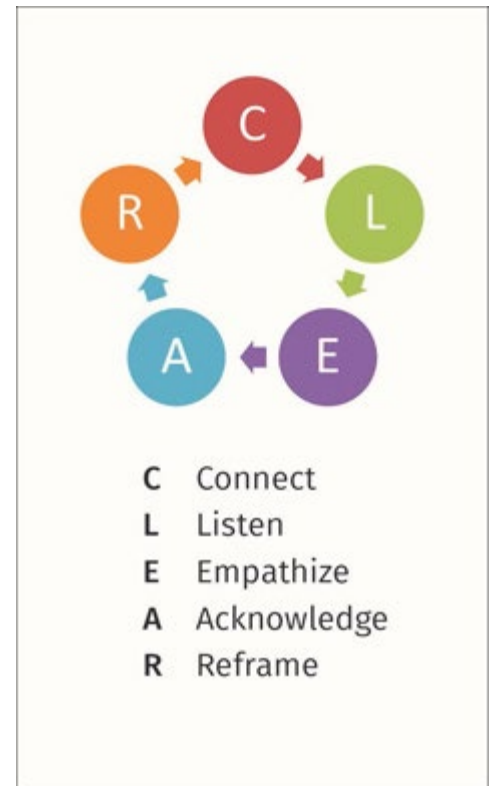 C
L
E
A
R
C Connect
L Listen
E Empathize
A Acknowledge
R Reframe